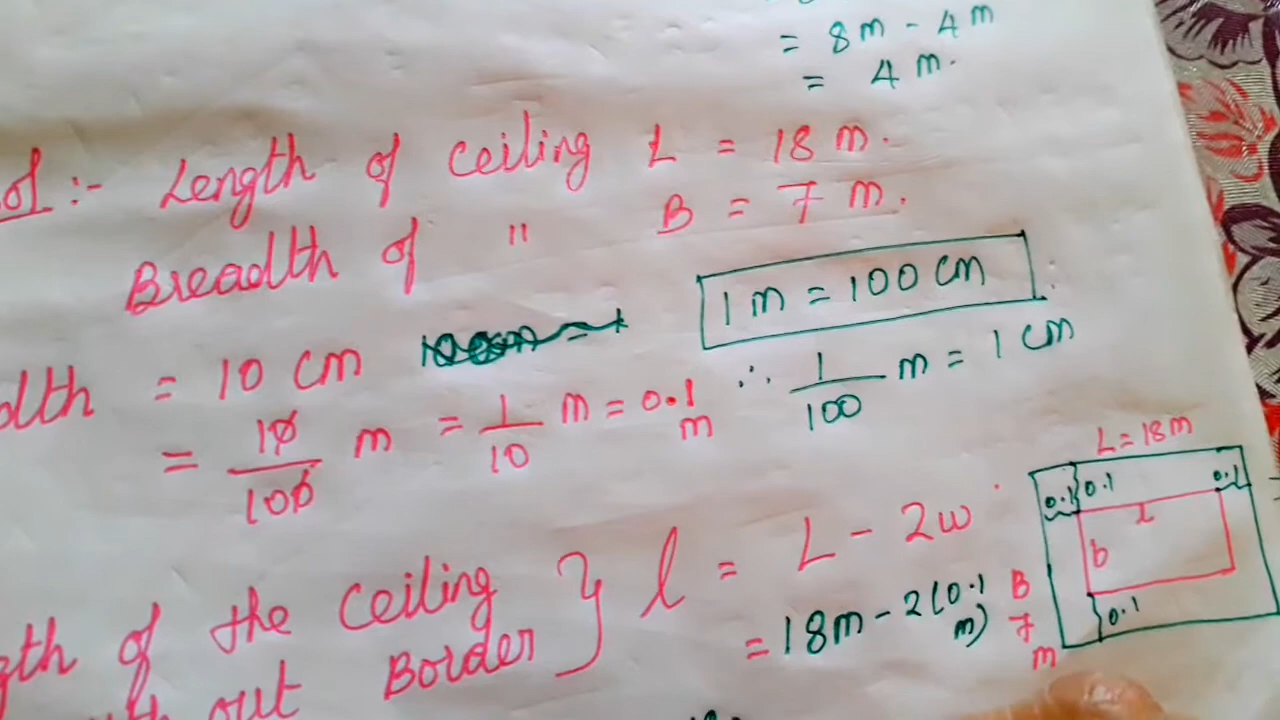 = 8m - 4m
= 4m.
ol :- Length of ceiling L = 18 m.
Breadth of " B = 7 m.
1 m = 100 cm
dth = 10 cm
∴ 1/100 m = 1 cm
= 10/100 m = 1/10 m = 0.1 m
L = 18m
0.1 0.1 0.1
l
b
0.1
B 7 m
gth of the ceiling } l = L - 2w
out Border = 18m - 2(0.1 m)